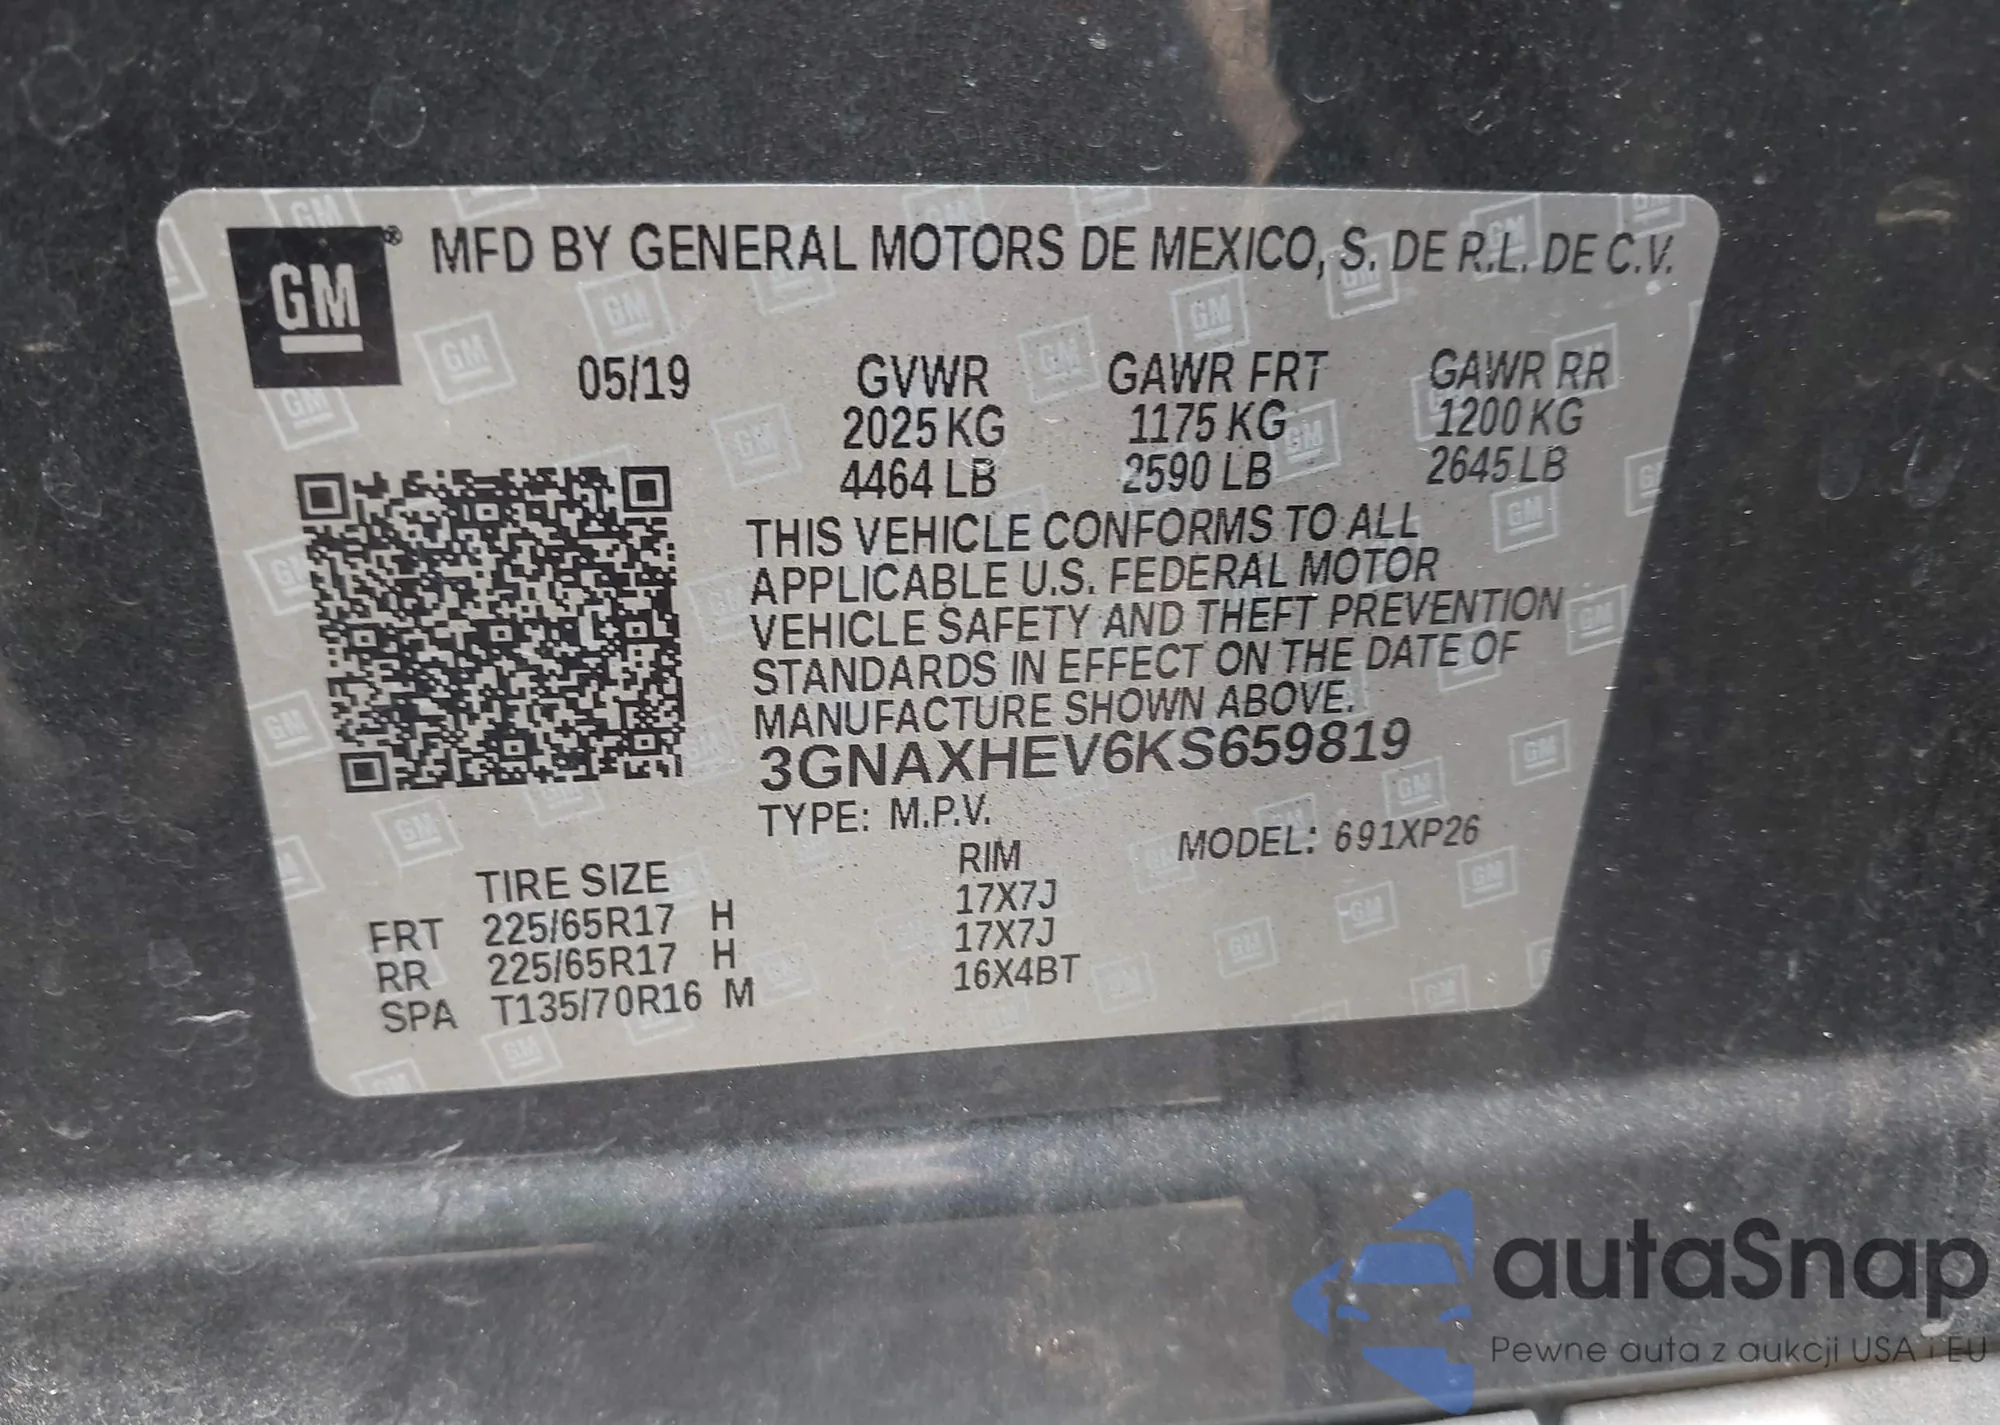 GM® MFD BY GENERAL MOTORS DE MEXICO, S. DE R.L. DE C.V.
05/19 GVWR GAWR FRT GAWR RR
2025 KG 1175 KG 1200 KG
4464 LB 2590 LB 2645 LB
THIS VEHICLE CONFORMS TO ALL
APPLICABLE U.S. FEDERAL MOTOR
VEHICLE SAFETY AND THEFT PREVENTION
STANDARDS IN EFFECT ON THE DATE OF
MANUFACTURE SHOWN ABOVE.
3GNAXHEV6KS659819
TYPE: M.P.V. MODEL: 691XP26
TIRE SIZE RIM
FRT 225/65R17 H 17X7J
RR 225/65R17 H 17X7J
SPA T135/70R16 M 16X4BT
autaSnap
Pewne auta z aukcji USA i EU